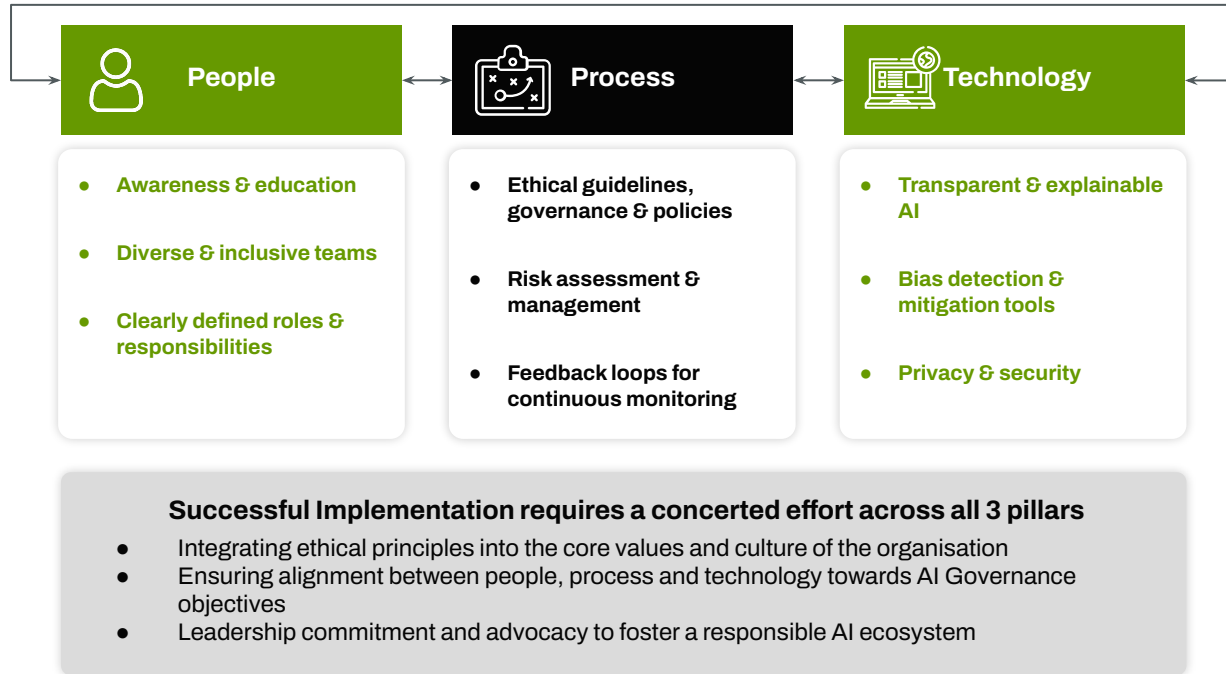 People
Process
Technology
● Awareness & education
● Diverse & inclusive teams
● Clearly defined roles &
responsibilities
● Ethical guidelines,
governance & policies
● Risk assessment &
management
● Feedback loops for
continuous monitoring
● Transparent & explainable
AI
● Bias detection &
mitigation tools
● Privacy & security
Successful Implementation requires a concerted effort across all 3 pillars
● Integrating ethical principles into the core values and culture of the organisation
● Ensuring alignment between people, process and technology towards AI Governance
objectives
● Leadership commitment and advocacy to foster a responsible AI ecosystem